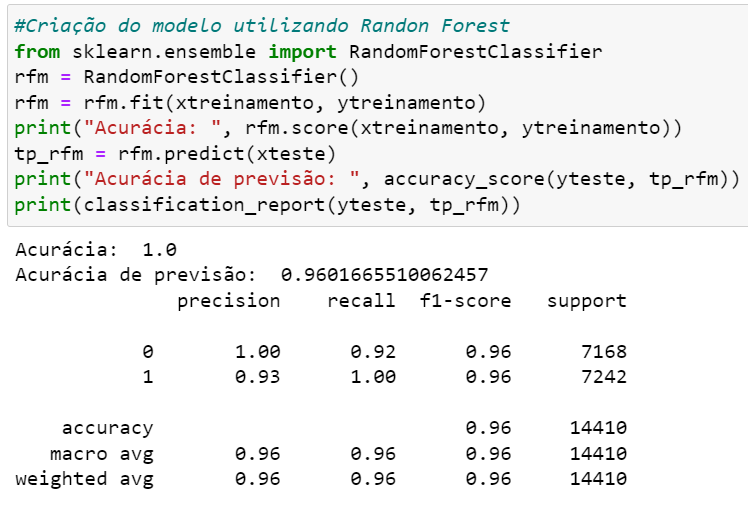 #Criação do modelo utilizando Randon Forest
from sklearn.ensemble import RandomForestClassifier
rfm = RandomForestClassifier()
rfm = rfm.fit(xtreinamento, ytreinamento)
print("Acurácia: ", rfm.score(xtreinamento, ytreinamento))
tp_rfm = rfm.predict(xteste)
print("Acurácia de previsão: ", accuracy_score(yteste, tp_rfm))
print(classification_report(yteste, tp_rfm))
Acurácia:  1.0
Acurácia de previsão:  0.9601665510062457
precision recall f1-score support
0 1.00 0.92 0.96 7168
1 0.93 1.00 0.96 7242
accuracy 0.96 14410
macro avg 0.96 0.96 0.96 14410
weighted avg 0.96 0.96 0.96 14410